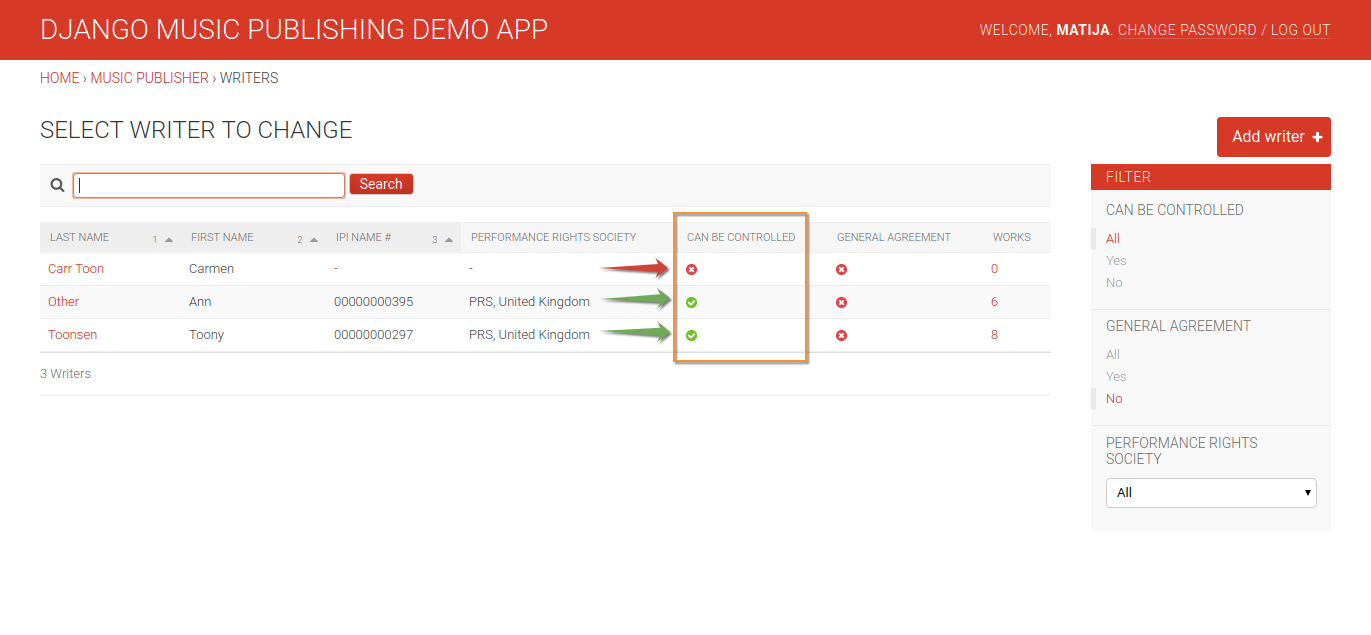 DJANGO MUSIC PUBLISHING DEMO APP
WELCOME, MATIJA. CHANGE PASSWORD / LOG OUT
HOME › MUSIC PUBLISHER › WRITERS
SELECT WRITER TO CHANGE
Add writer +
Search
LAST NAME 1 FIRST NAME 2 IPI NAME # 3 PERFORMANCE RIGHTS SOCIETY CAN BE CONTROLLED GENERAL AGREEMENT WORKS
Carr Toon Carmen - - 0
Other Ann 00000000395 PRS, United Kingdom 6
Toonsen Toony 00000000297 PRS, United Kingdom 8
3 Writers
FILTER
CAN BE CONTROLLED
All
Yes
No
GENERAL AGREEMENT
All
Yes
No
PERFORMANCE RIGHTS
SOCIETY
All